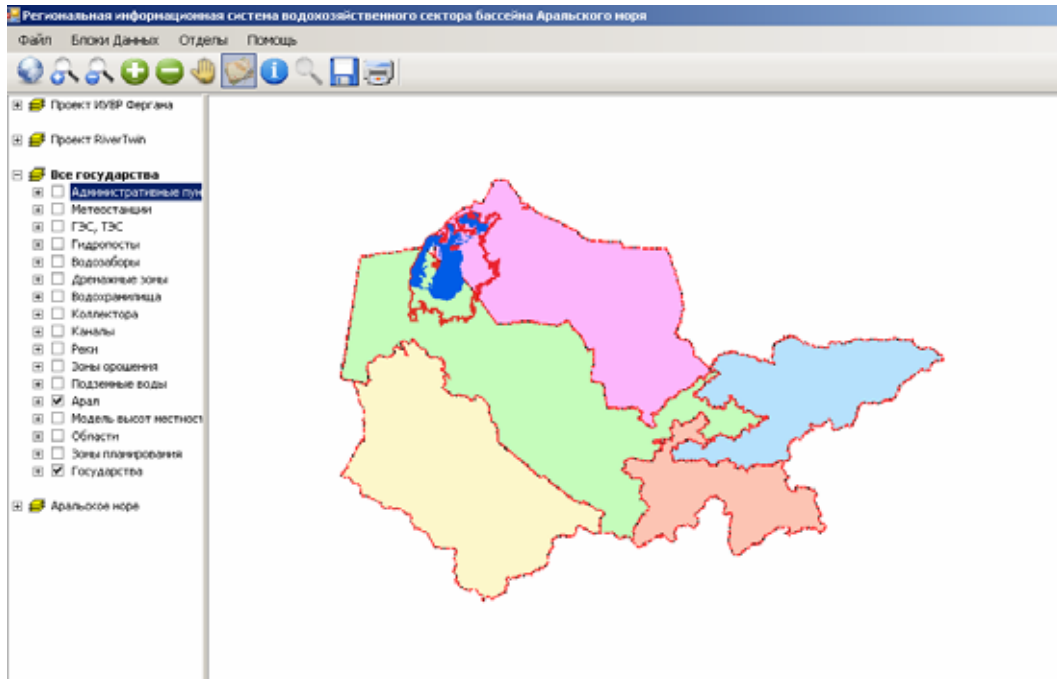 Региональная информационная система водохозяйственного сектора бассейна Аральского моря
Файл Блоки Данных Отделы Помощь
Проект ИУВР Фергана
Проект RiverTwin
Все государства
Административные пун
Метеостанции
ГЭС, ТЭС
Гидропосты
Водозаборы
Дренажные зоны
Водохранилища
Коллектора
Каналы
Реки
Зоны орошения
Подземные воды
Арал
Модель высот местност
Области
Зоны планирования
Государства
Аральское море